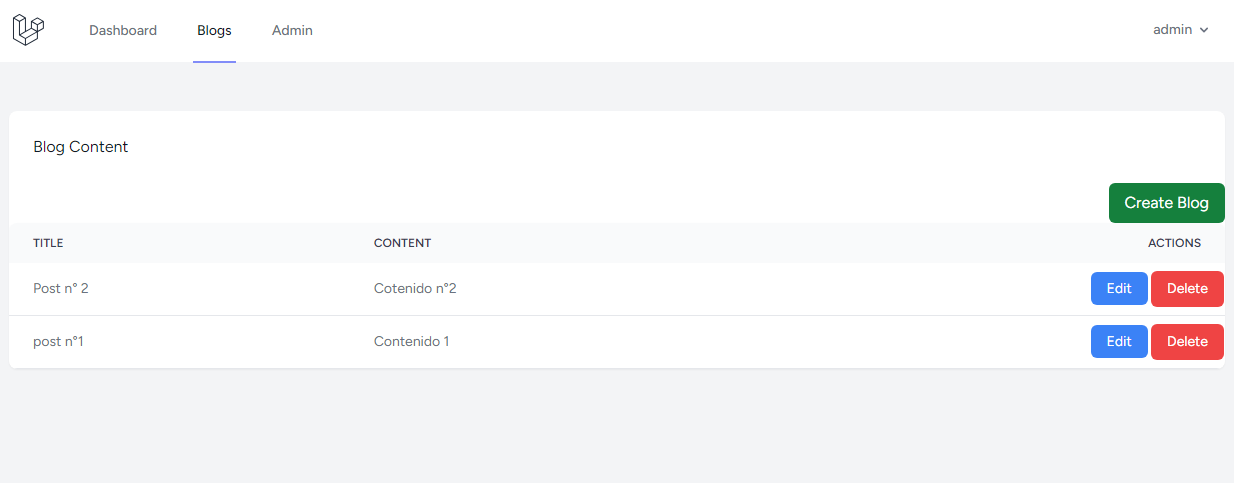 Dashboard Blogs Admin admin
Blog Content
Create Blog
TITLE CONTENT ACTIONS
Post n° 2 Cotenido n°2 Edit Delete
post n°1 Contenido 1 Edit Delete